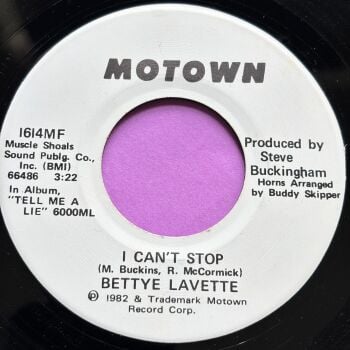 MOTOWN
1614MF
Muscle Shoals
Sound Publg. Co.,
Inc. (BMI)
66486 3:22
In Album,
"TELL ME A
LIE" 6000ML
Produced by
Steve
Buckingham
Horns Arranged
by Buddy Skipper
I CAN'T STOP
(M. Buckins, R. McCormick)
BETTYE LAVETTE
℗ 1982 & Trademark Motown
Record Corp.